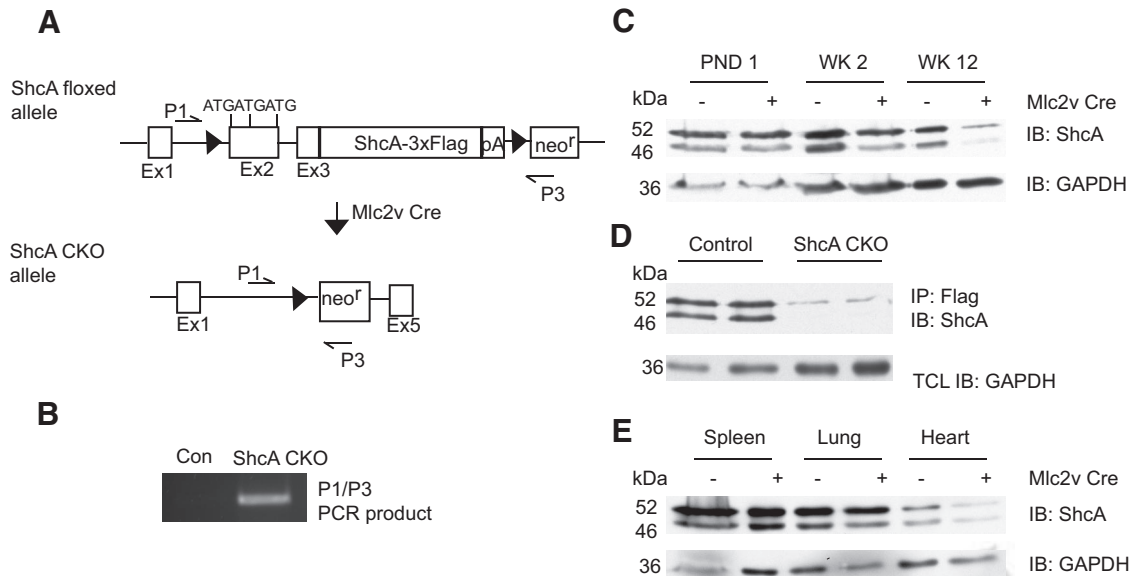 A
ShcA floxed
allele
P1
ATGATGATG
Ex1
Ex2
Ex3
ShcA-3xFlag
pA
neor
P3
Mlc2v Cre
ShcA CKO
allele
P1
Ex1
neor
Ex5
P3
B
Con ShcA CKO
P1/P3
PCR product
C
PND 1 WK 2 WK 12
kDa - + - + - + Mlc2v Cre
52 IB: ShcA
46
36 IB: GAPDH
D
Control ShcA CKO
kDa
52 IP: Flag
46 IB: ShcA
36
TCL IB: GAPDH
E
Spleen Lung Heart
kDa - + - + - + Mlc2v Cre
52 IB: ShcA
46
36 IB: GAPDH